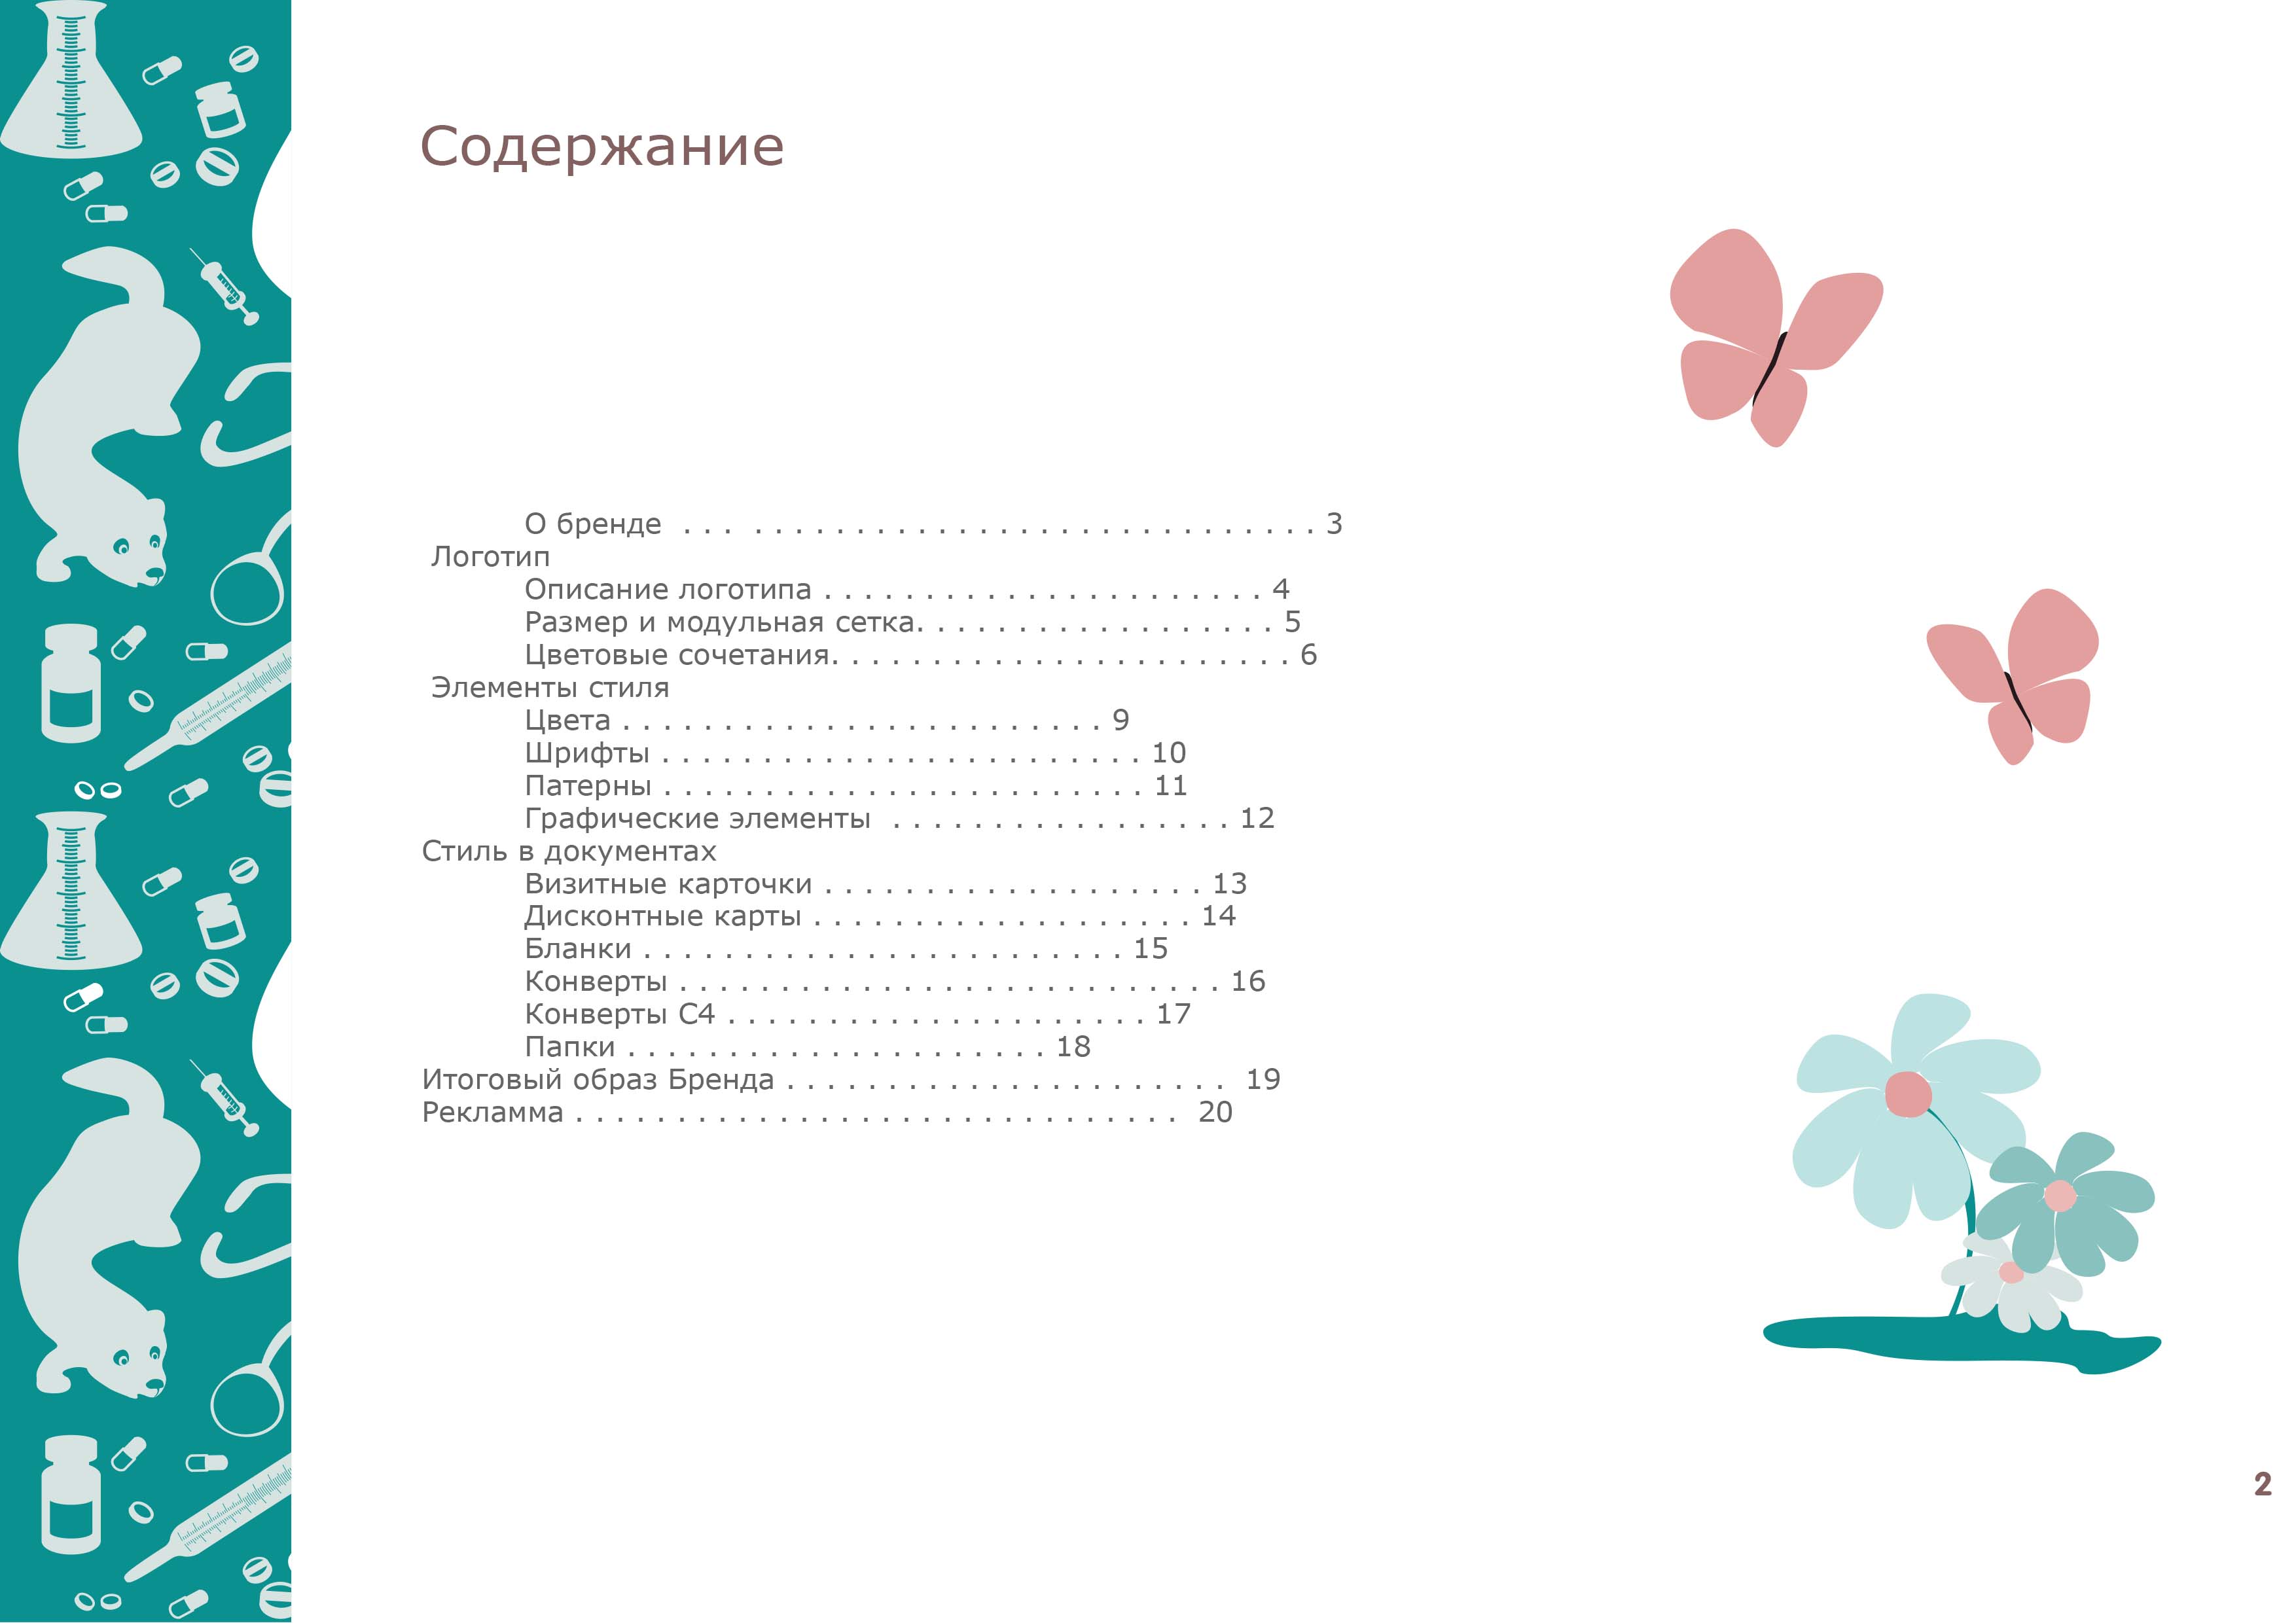 Содержание
О бренде  . . .  . . . . . . . . . . . . . . . . . . . . . . . . . . . . 3
Логотип
Описание логотипа . . . . . . . . . . . . . . . . . . . . . . 4
Размер и модульная сетка. . . . . . . . . . . . . . . . . . 5
Цветовые сочетания. . . . . . . . . . . . . . . . . . . . . . . 6
Элементы стиля
Цвета . . . . . . . . . . . . . . . . . . . . . . . . 9
Шрифты . . . . . . . . . . . . . . . . . . . . . . . . 10
Патерны . . . . . . . . . . . . . . . . . . . . . . . . 11
Графические элементы  . . . . . . . . . . . . . . . . . 12
Стиль в документах
Визитные карточки . . . . . . . . . . . . . . . . . . . 13
Дисконтные карты . . . . . . . . . . . . . . . . . . . 14
Бланки . . . . . . . . . . . . . . . . . . . . . . . . 15
Конверты . . . . . . . . . . . . . . . . . . . . . . . . . . . 16
Конверты С4 . . . . . . . . . . . . . . . . . . . . . 17
Папки . . . . . . . . . . . . . . . . . . . . . 18
Итоговый образ Бренда . . . . . . . . . . . . . . . . . . . . . .  19
Рекламма . . . . . . . . . . . . . . . . . . . . . . . . . . . . . .  20
2